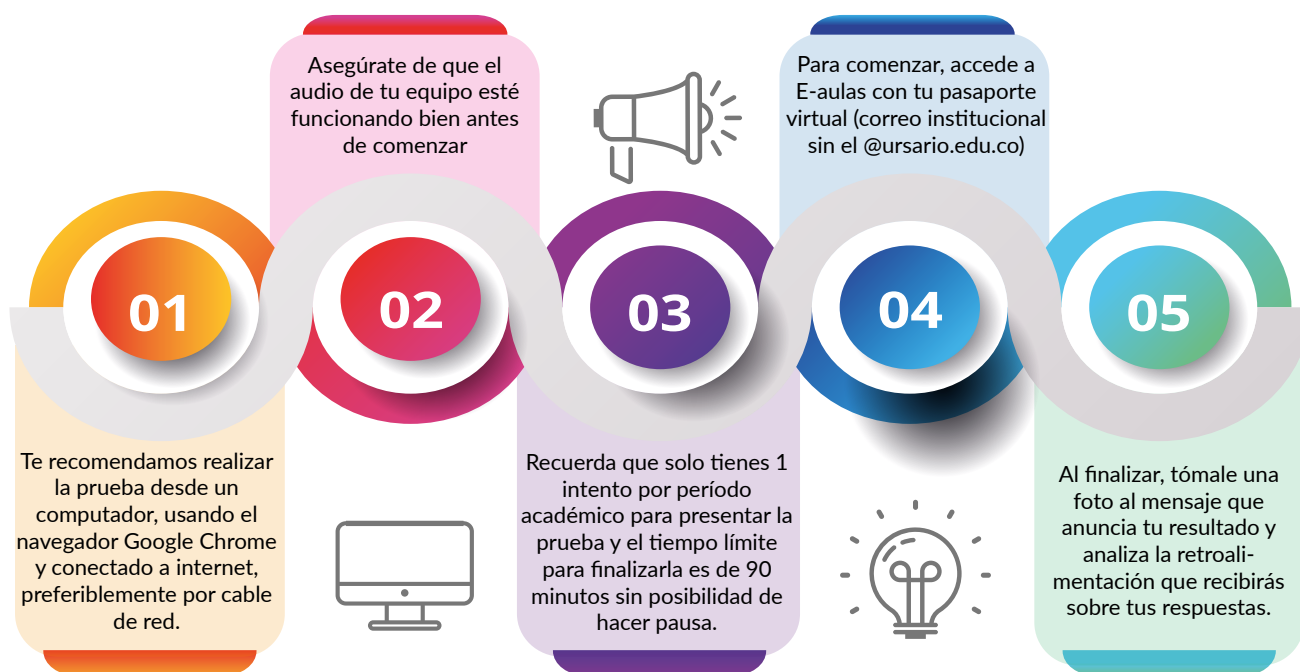 01
Te recomendamos realizar
la prueba desde un
computador, usando el
navegador Google Chrome
y conectado a internet,
preferiblemente por cable
de red.
Asegúrate de que el
audio de tu equipo esté
funcionando bien antes
de comenzar
02
03
Recuerda que solo tienes 1
intento por período
académico para presentar la
prueba y el tiempo límite
para finalizarla es de 90
minutos sin posibilidad de
hacer pausa.
Para comenzar, accede a
E-aulas con tu pasaporte
virtual (correo institucional
sin el @ursario.edu.co)
04
05
Al finalizar, tómale una
foto al mensaje que
anuncia tu resultado y
analiza la retroali-
mentación que recibirás
sobre tus respuestas.